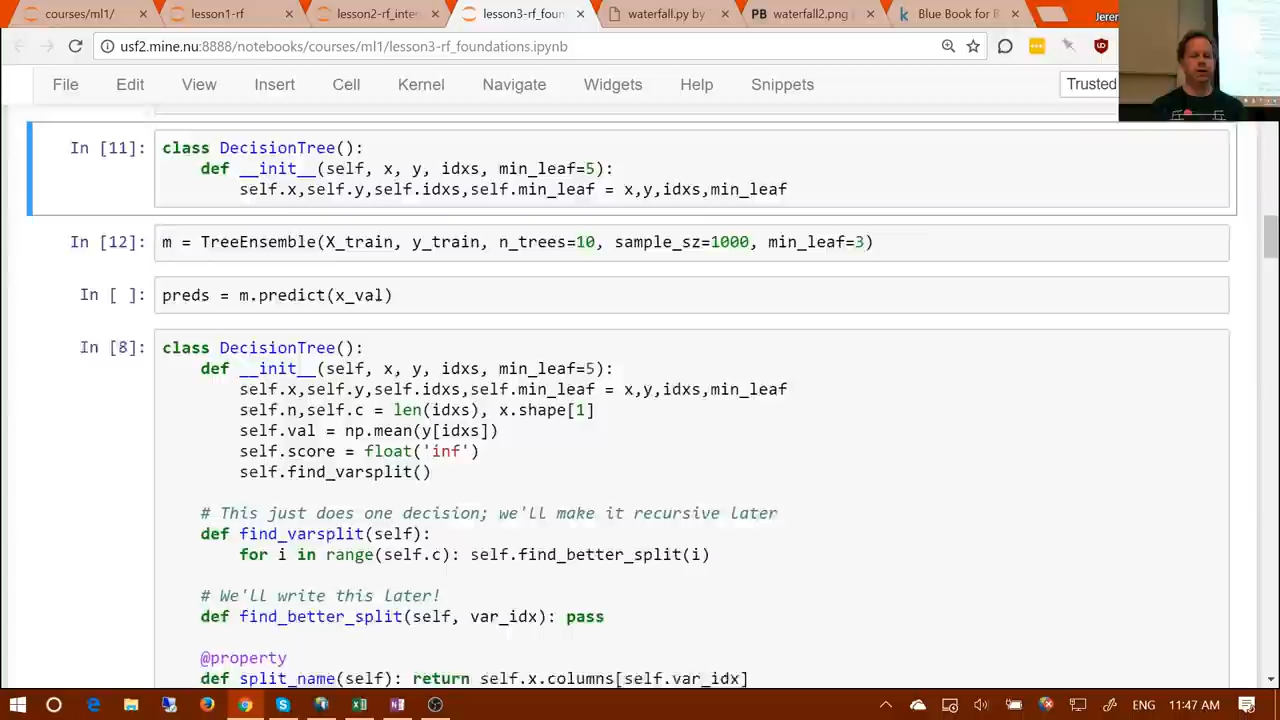 courses/ml1/
lesson1-rf
lesson2-rf_inte
lesson3-rf_foun
waterfall.py by
waterfall2.png
Blue Book for B
Jerem
usf2.mine.nu:8888/notebooks/courses/ml1/lesson3-rf_foundations.ipynb
File Edit View Insert Cell Kernel Navigate Widgets Help Snippets Trusted
In [11]: class DecisionTree():
def __init__(self, x, y, idxs, min_leaf=5):
self.x,self.y,self.idxs,self.min_leaf = x,y,idxs,min_leaf
In [12]: m = TreeEnsemble(X_train, y_train, n_trees=10, sample_sz=1000, min_leaf=3)
In [ ]: preds = m.predict(x_val)
In [8]: class DecisionTree():
def __init__(self, x, y, idxs, min_leaf=5):
self.x,self.y,self.idxs,self.min_leaf = x,y,idxs,min_leaf
self.n,self.c = len(idxs), x.shape[1]
self.val = np.mean(y[idxs])
self.score = float('inf')
self.find_varsplit()
# This just does one decision; we'll make it recursive later
def find_varsplit(self):
for i in range(self.c): self.find_better_split(i)
# We'll write this later!
def find_better_split(self, var_idx): pass
@property
def split_name(self): return self.x.columns[self.var_idx]
ENG 11:47 AM